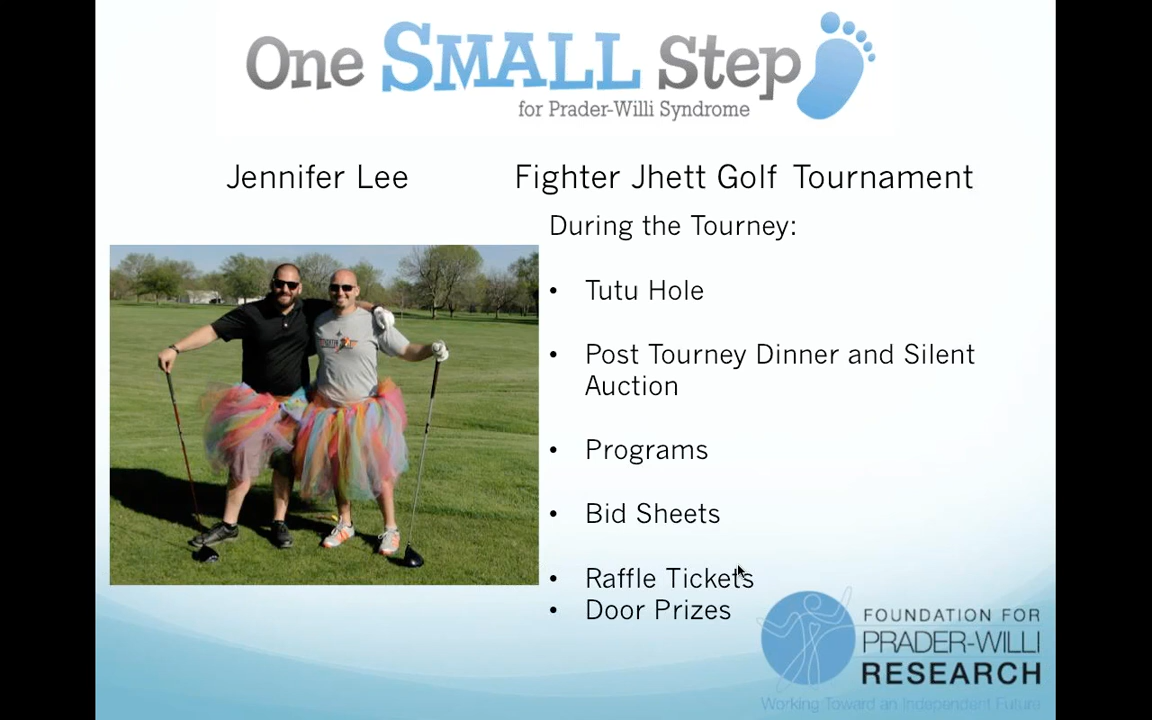 One SMALL Step
for Prader-Willi Syndrome
Jennifer Lee
Fighter Jhett Golf Tournament
During the Tourney:
• Tutu Hole
• Post Tourney Dinner and Silent
Auction
• Programs
• Bid Sheets
• Raffle Tickets
• Door Prizes
FOUNDATION FOR
PRADER-WILLI
RESEARCH
Working Toward an Independent Future